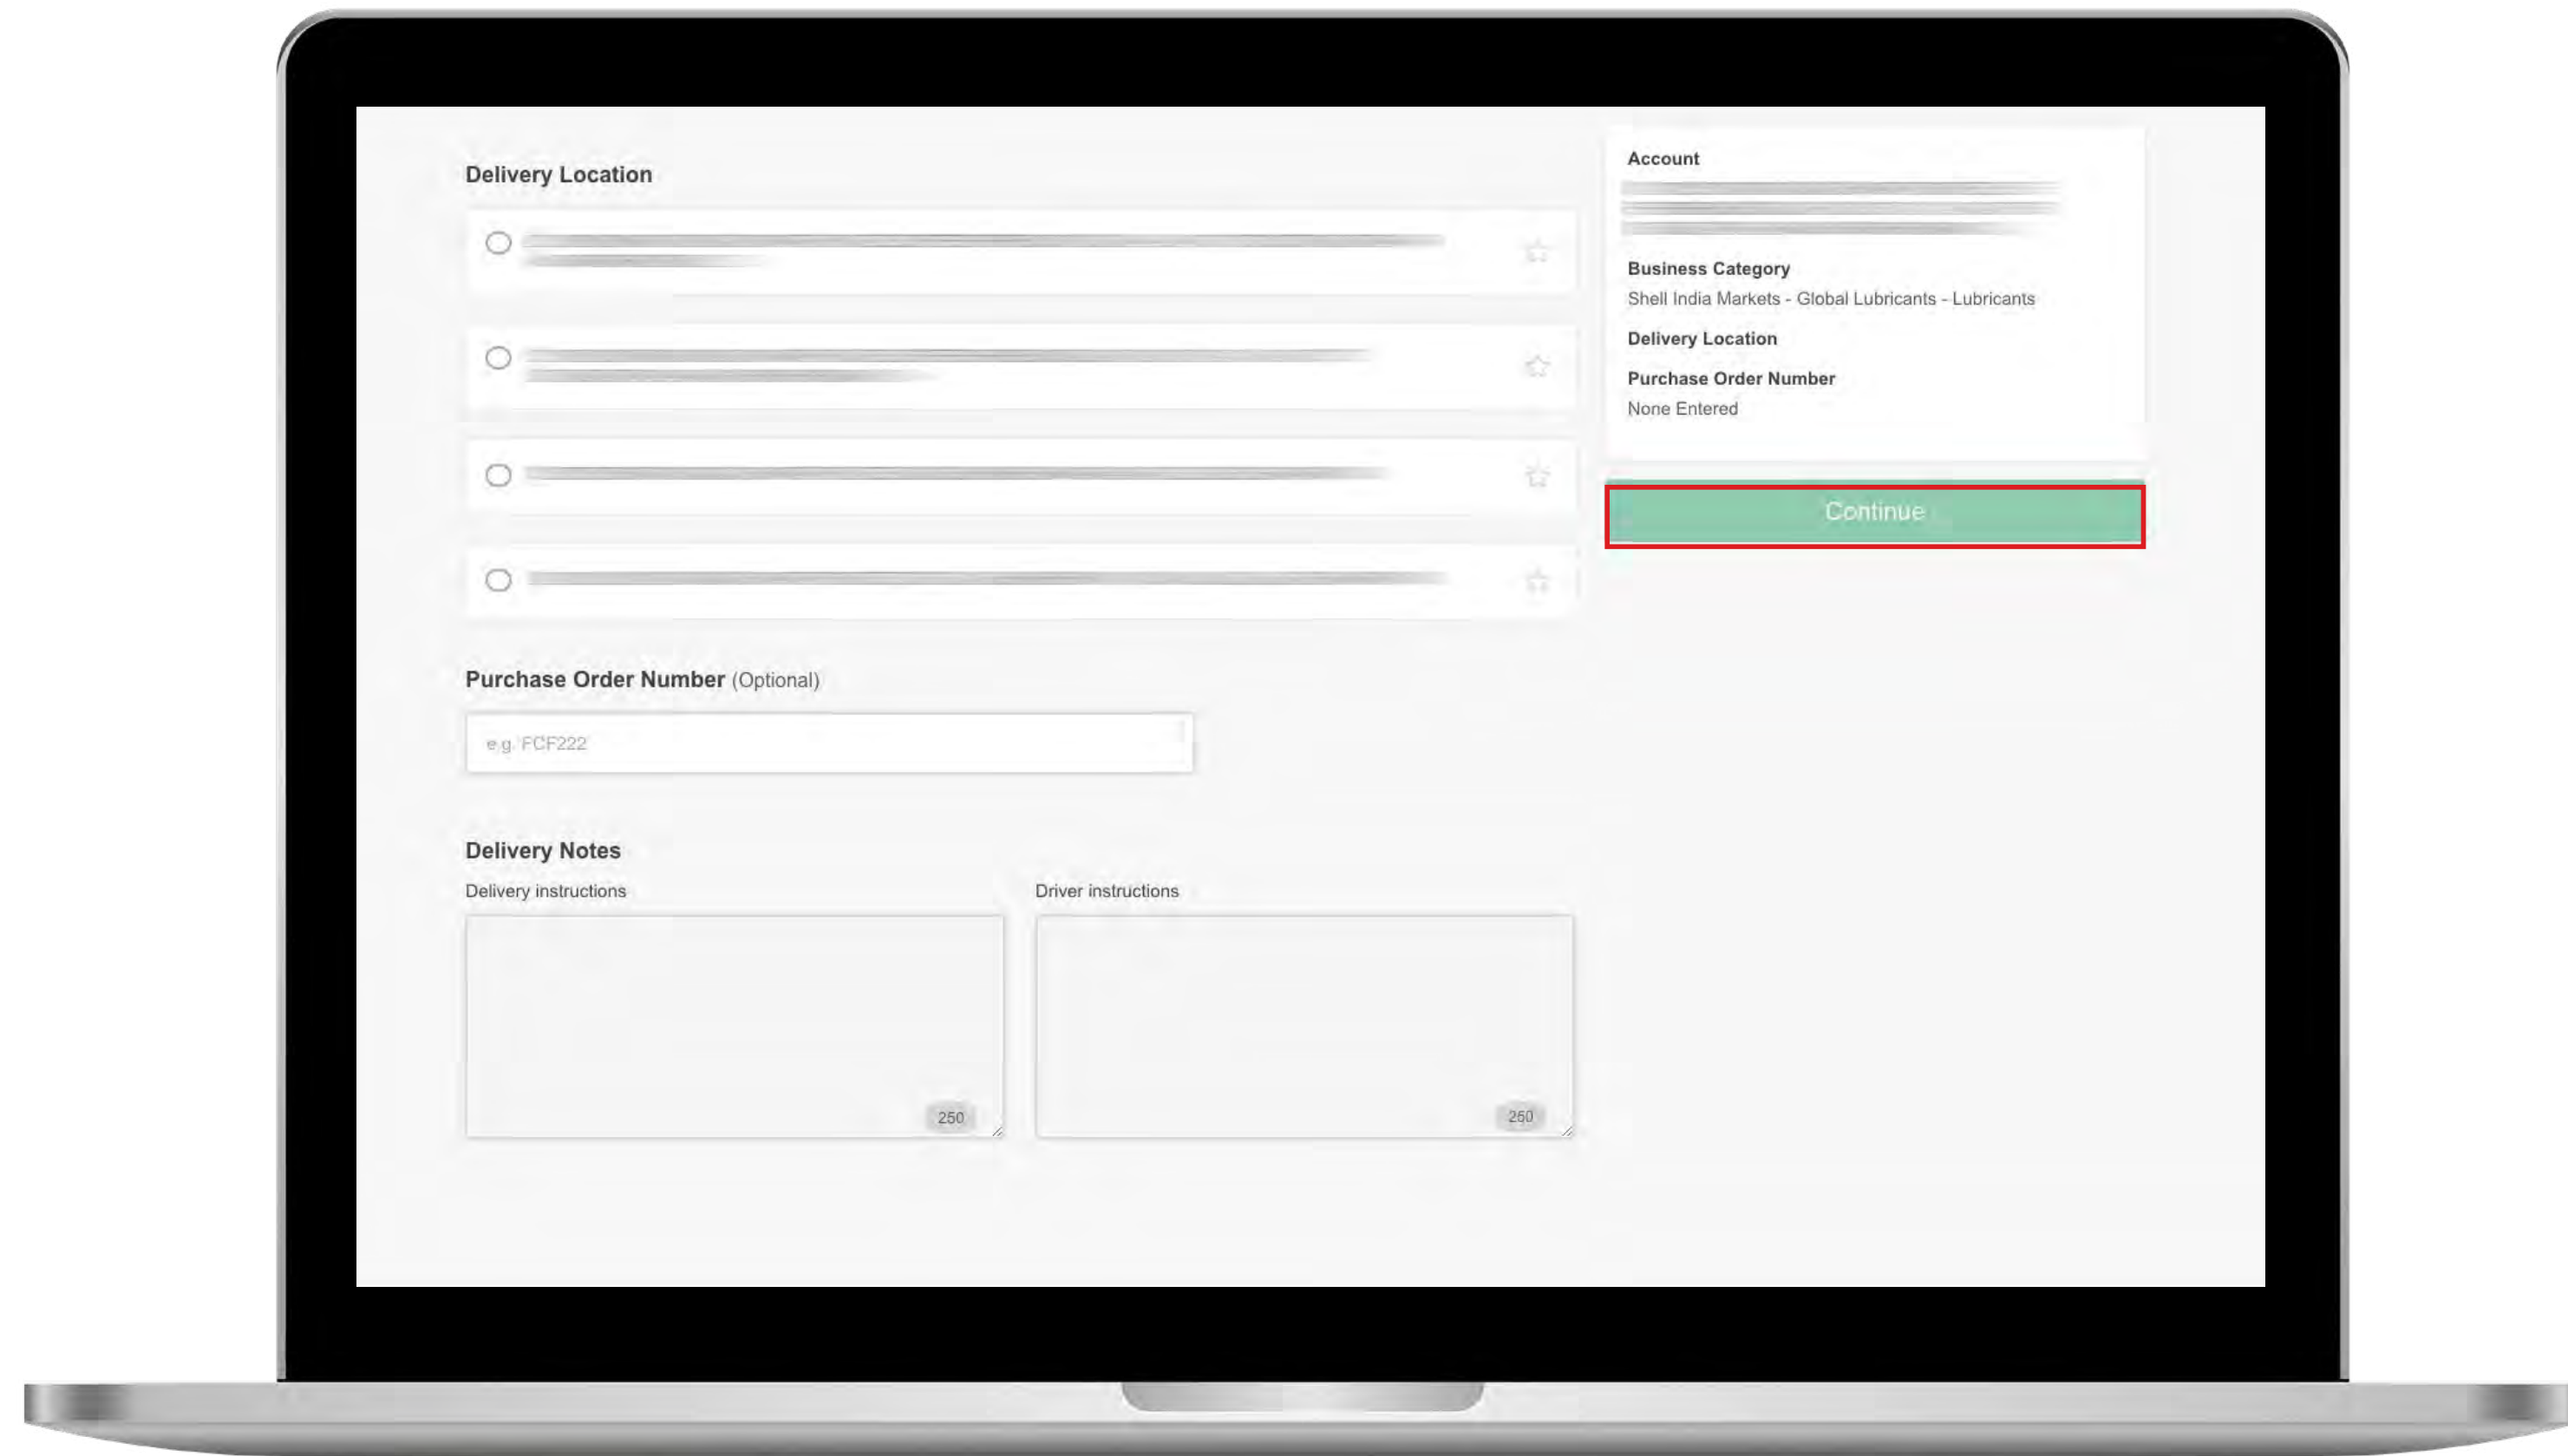 Delivery Location
Purchase Order Number (Optional)
e.g. FCF222
Delivery Notes
Delivery instructions
Driver instructions
250
250
Account
Business Category
Shell India Markets - Global Lubricants - Lubricants
Delivery Location
Purchase Order Number
None Entered
Continue